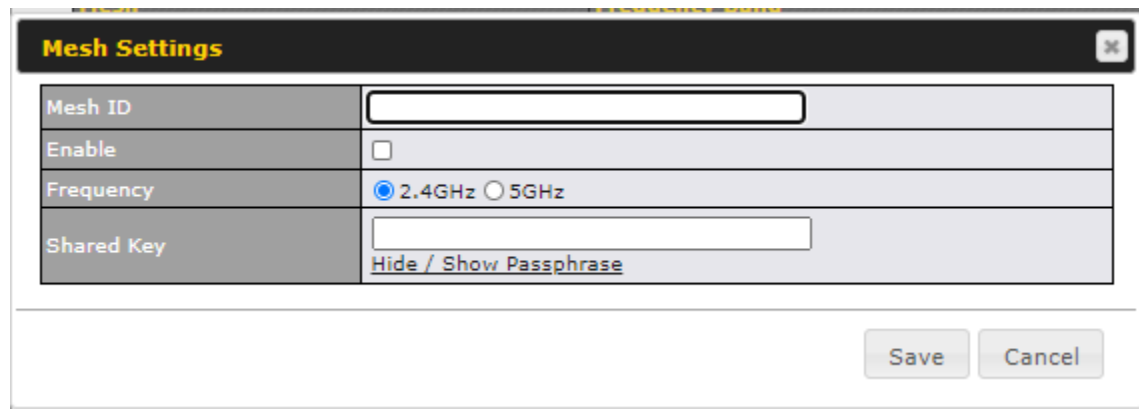 Mesh Settings
Mesh ID
Enable
Frequency
2.4GHz 5GHz
Shared Key
Hide / Show Passphrase
Save Cancel